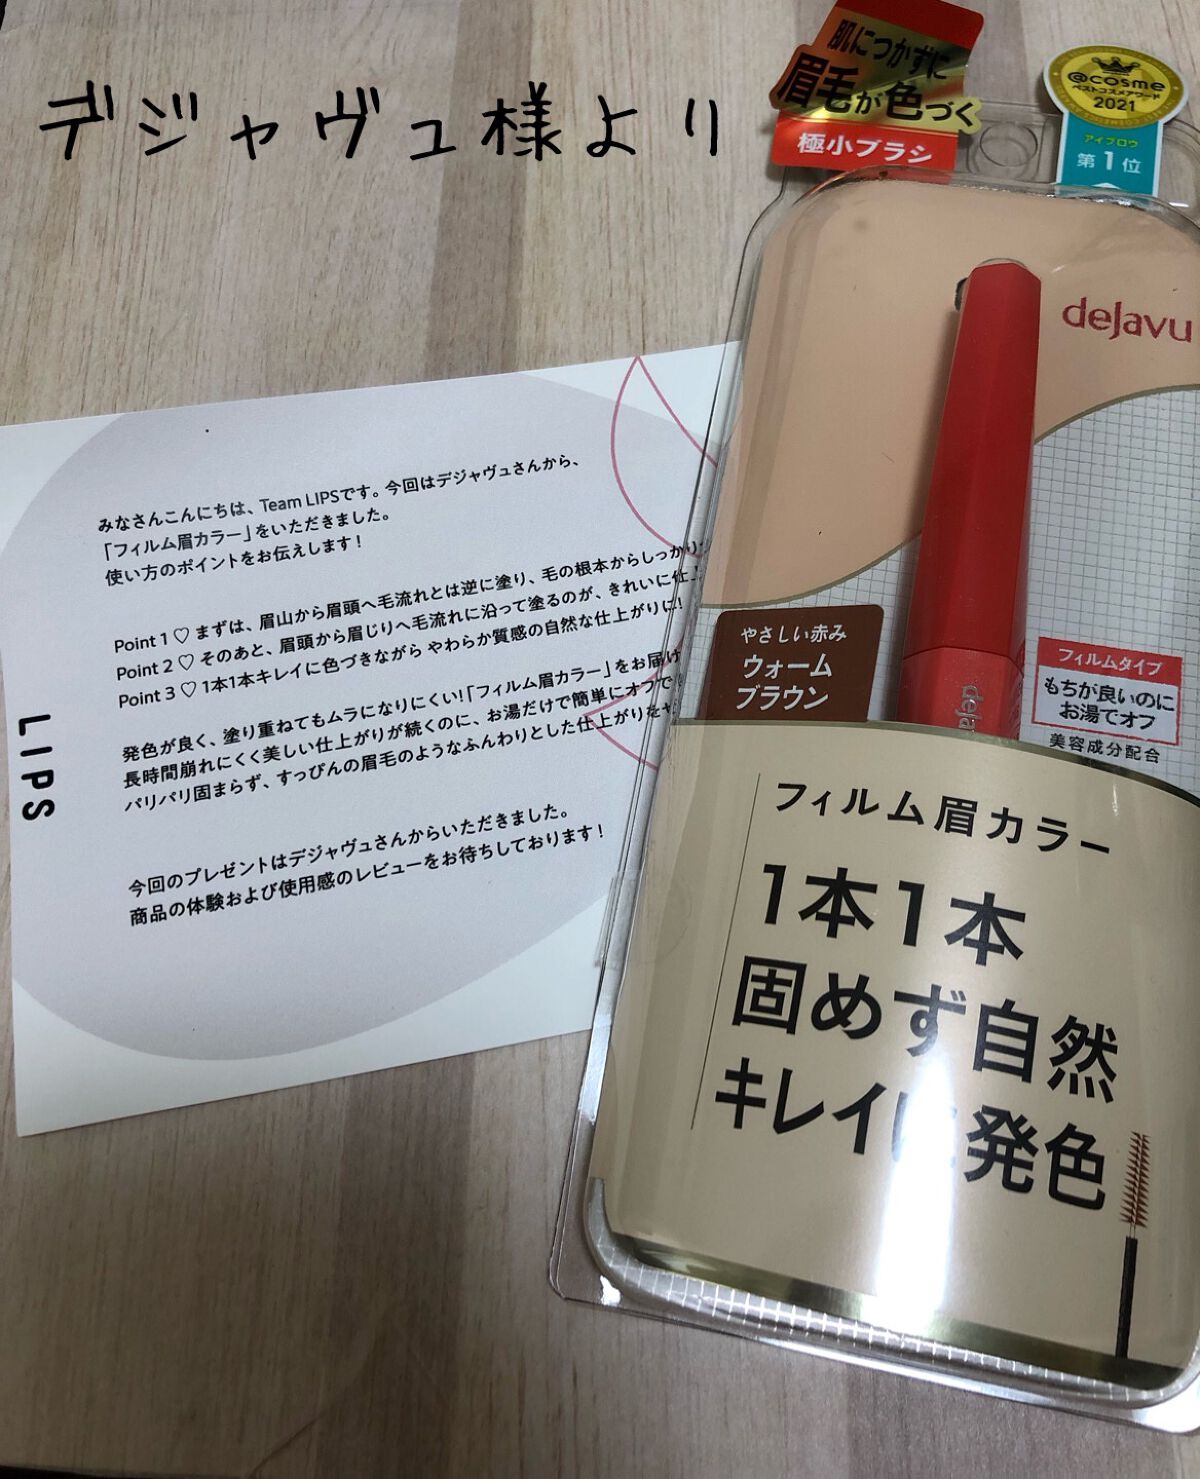 デジャヴュ様より
肌につかずに
眉毛が色づく
極小ブラシ
@cosme
ベストコスメアワード
2021
アイブロウ
第1位
dejavu
みなさんこんにちは、Team LIPSです。今回はデジャヴュさんから、
「フィルム眉カラー」をいただきました。
使い方のポイントをお伝えします!
Point 1 ♡ まずは、眉山から眉頭へ毛流れとは逆に塗り、毛の根本からしっかり
Point 2 ♡ そのあと、眉頭から眉じりへ毛流れに沿って塗るのが、きれいに仕上
Point 3 ♡ 1本1本キレイに色づきながら やわらか質感の自然な仕上がりに!
発色が良く、塗り重ねてもムラになりにくい!「フィルム眉カラー」をお届け
長時間崩れにくく美しい仕上がりが続くのに、お湯だけで簡単にオフで
パリパリ固まらず、すっぴんの眉毛のようなふんわりとした仕上がりを
今回のプレゼントはデジャヴュさんからいただきました。
商品の体験および使用感のレビューをお待ちしております!
LIPS
やさしい赤み
ウォーム
ブラウン
deja
フィルムタイプ
もちが良いのに
お湯でオフ
美容成分配合
フィルム眉カラー
1本1本
固めず自然
キレイに発色